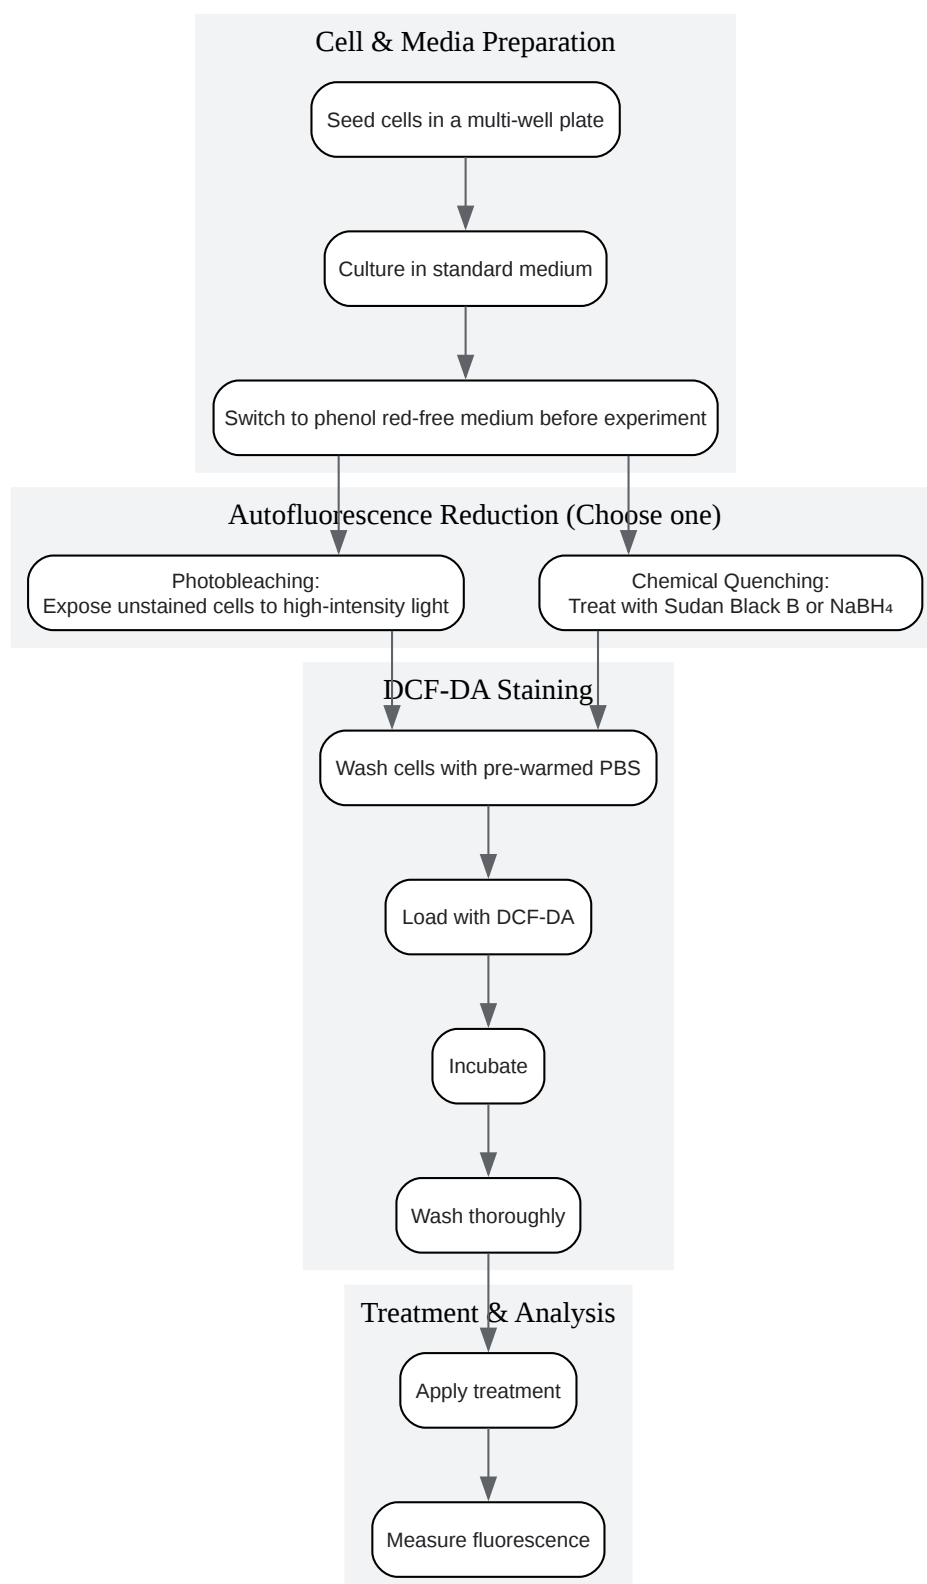 Cell & Media Preparation
Seed cells in a multi-well plate
Culture in standard medium
Switch to phenol red-free medium before experiment
Autofluorescence Reduction (Choose one)
Photobleaching:
Expose unstained cells to high-intensity light
Chemical Quenching:
Treat with Sudan Black B or NaBH₄
DCF-DA Staining
Wash cells with pre-warmed PBS
Load with DCF-DA
Incubate
Wash thoroughly
Treatment & Analysis
Apply treatment
Measure fluorescence